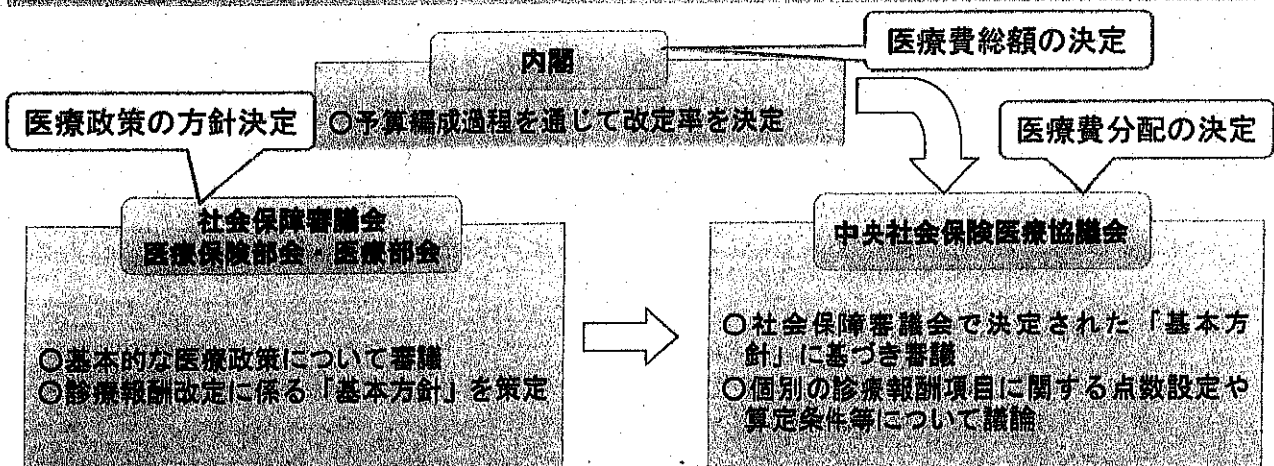 医療費総額の決定
内閣
医療政策の方針決定
○予算編成過程を通じて改定率を決定
医療費分配の決定
社会保障審議会
医療保険部会・医療部会
○基本的な医療政策について審議
○診療報酬改定に係る「基本方針」を策定
中央社会保険医療協議会
○社会保障審議会で決定された「基本方
針」に基づき審議
○個別の診療報酬項目に関する点数設定や
算定条件等について議論